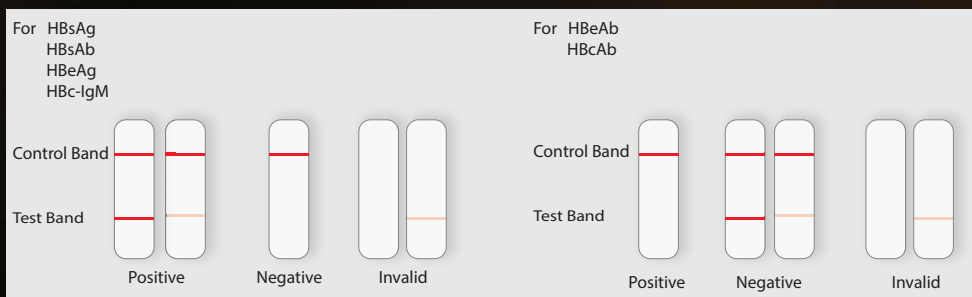 For HBsAg
HBsAb
HBeAg
HBc-IgM
Control Band
Test Band
Positive
Negative
Invalid
For HBeAb
HBcAb
Control Band
Test Band
Positive
Negative
Invalid